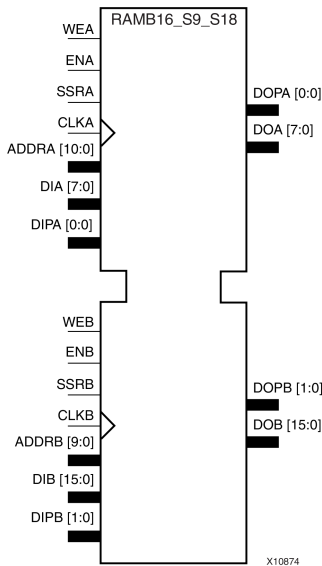 RAMB16_S9_S18
WEA
ENA
SSRA
CLKA
ADDRA [10:0]
DIA [7:0]
DIPA [0:0]
DOPA [0:0]
DOA [7:0]
WEB
ENB
SSRB
CLKB
ADDRB [9:0]
DIB [15:0]
DIPB [1:0]
DOPB [1:0]
DOB [15:0]
X10874